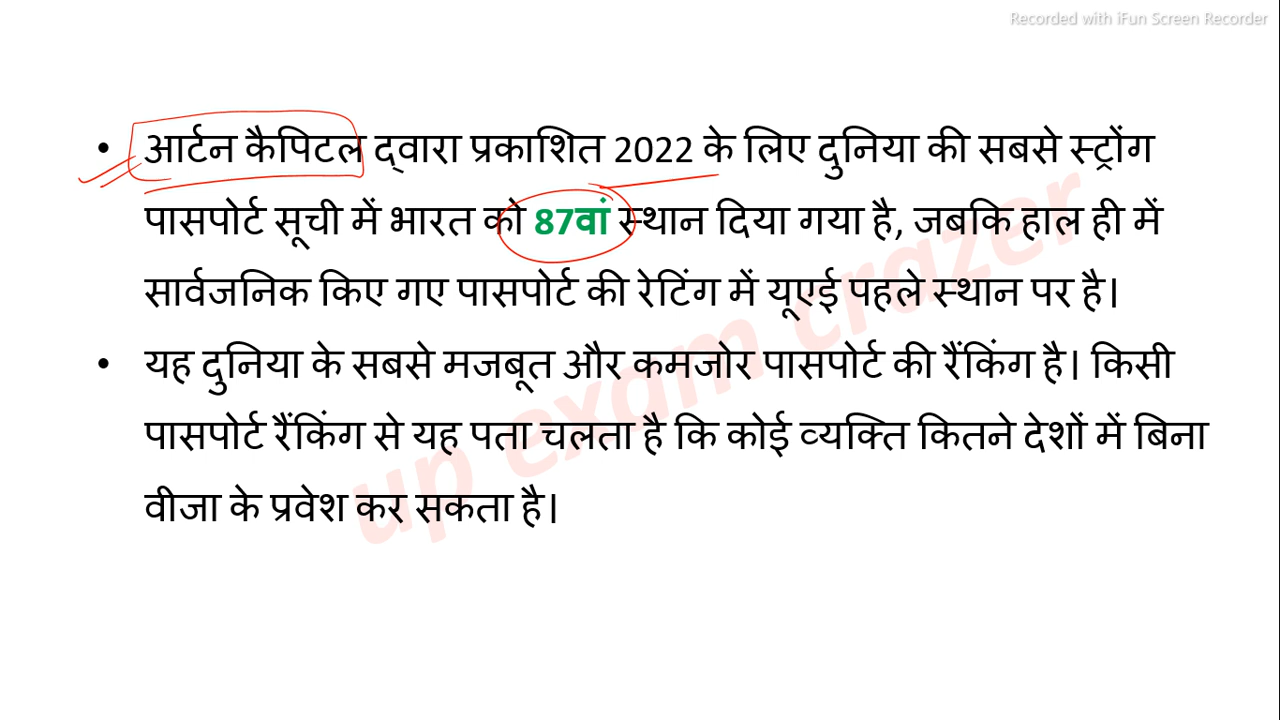 Recorded with iFun Screen Recorder
• आर्टन कैपिटल द्वारा प्रकाशित 2022 के लिए दुनिया की सबसे स्ट्रोंग
पासपोर्ट सूची में भारत को 87वां स्थान दिया गया है, जबकि हाल ही में
सार्वजनिक किए गए पासपोर्ट की रेटिंग में यूएई पहले स्थान पर है।
• यह दुनिया के सबसे मजबूत और कमजोर पासपोर्ट की रैंकिंग है। किसी
पासपोर्ट रैंकिंग से यह पता चलता है कि कोई व्यक्ति कितने देशों में बिना
वीजा के प्रवेश कर सकता है।
up exam crazer